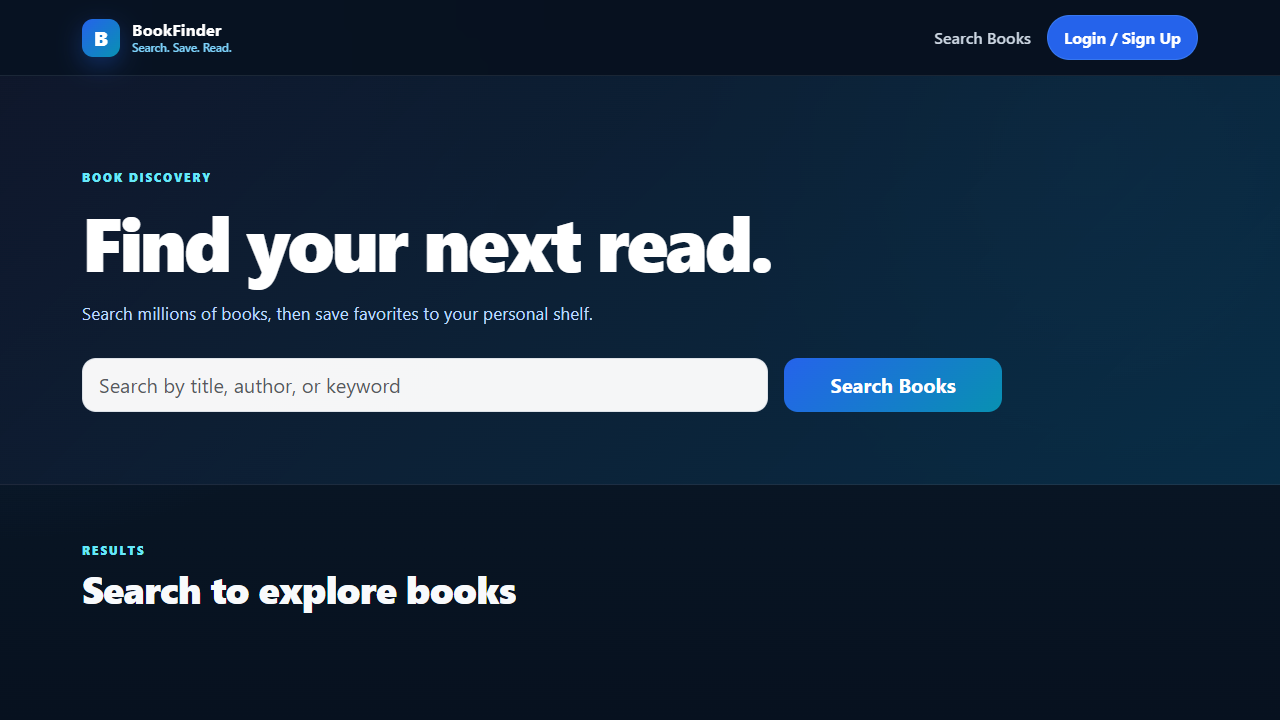 B
BookFinder
Search. Save. Read.
Search Books
Login / Sign Up
BOOK DISCOVERY
Find your next read.
Search millions of books, then save favorites to your personal shelf.
Search by title, author, or keyword
Search Books
RESULTS
Search to explore books